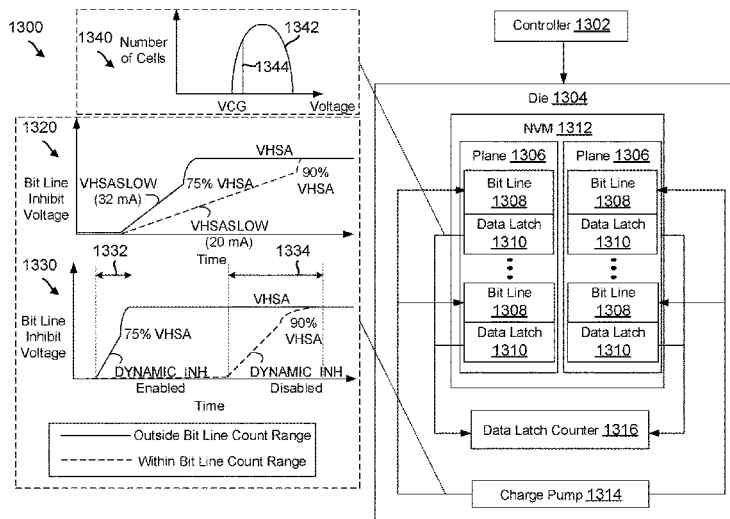 1300
1340
Number
of Cells
1342
1344
VCG
Voltage
1320
Bit Line
Inhibit
Voltage
VHSASLOW
(32 mA)
75% VHSA
VHSA
90%
VHSA
VHSASLOW
(20 mA)
Time
1330
1332
1334
Bit Line
Inhibit
Voltage
VHSA
75% VHSA
90%
VHSA
DYNAMIC_INH
Enabled
DYNAMIC_INH
Disabled
Time
Outside Bit Line Count Range
Within Bit Line Count Range
Controller 1302
Die 1304
NVM 1312
Plane 1306
Plane 1306
Bit Line
1308
Bit Line
1308
Data Latch
1310
Data Latch
1310
Bit Line
1308
Bit Line
1308
Data Latch
1310
Data Latch
1310
Data Latch Counter 1316
Charge Pump 1314